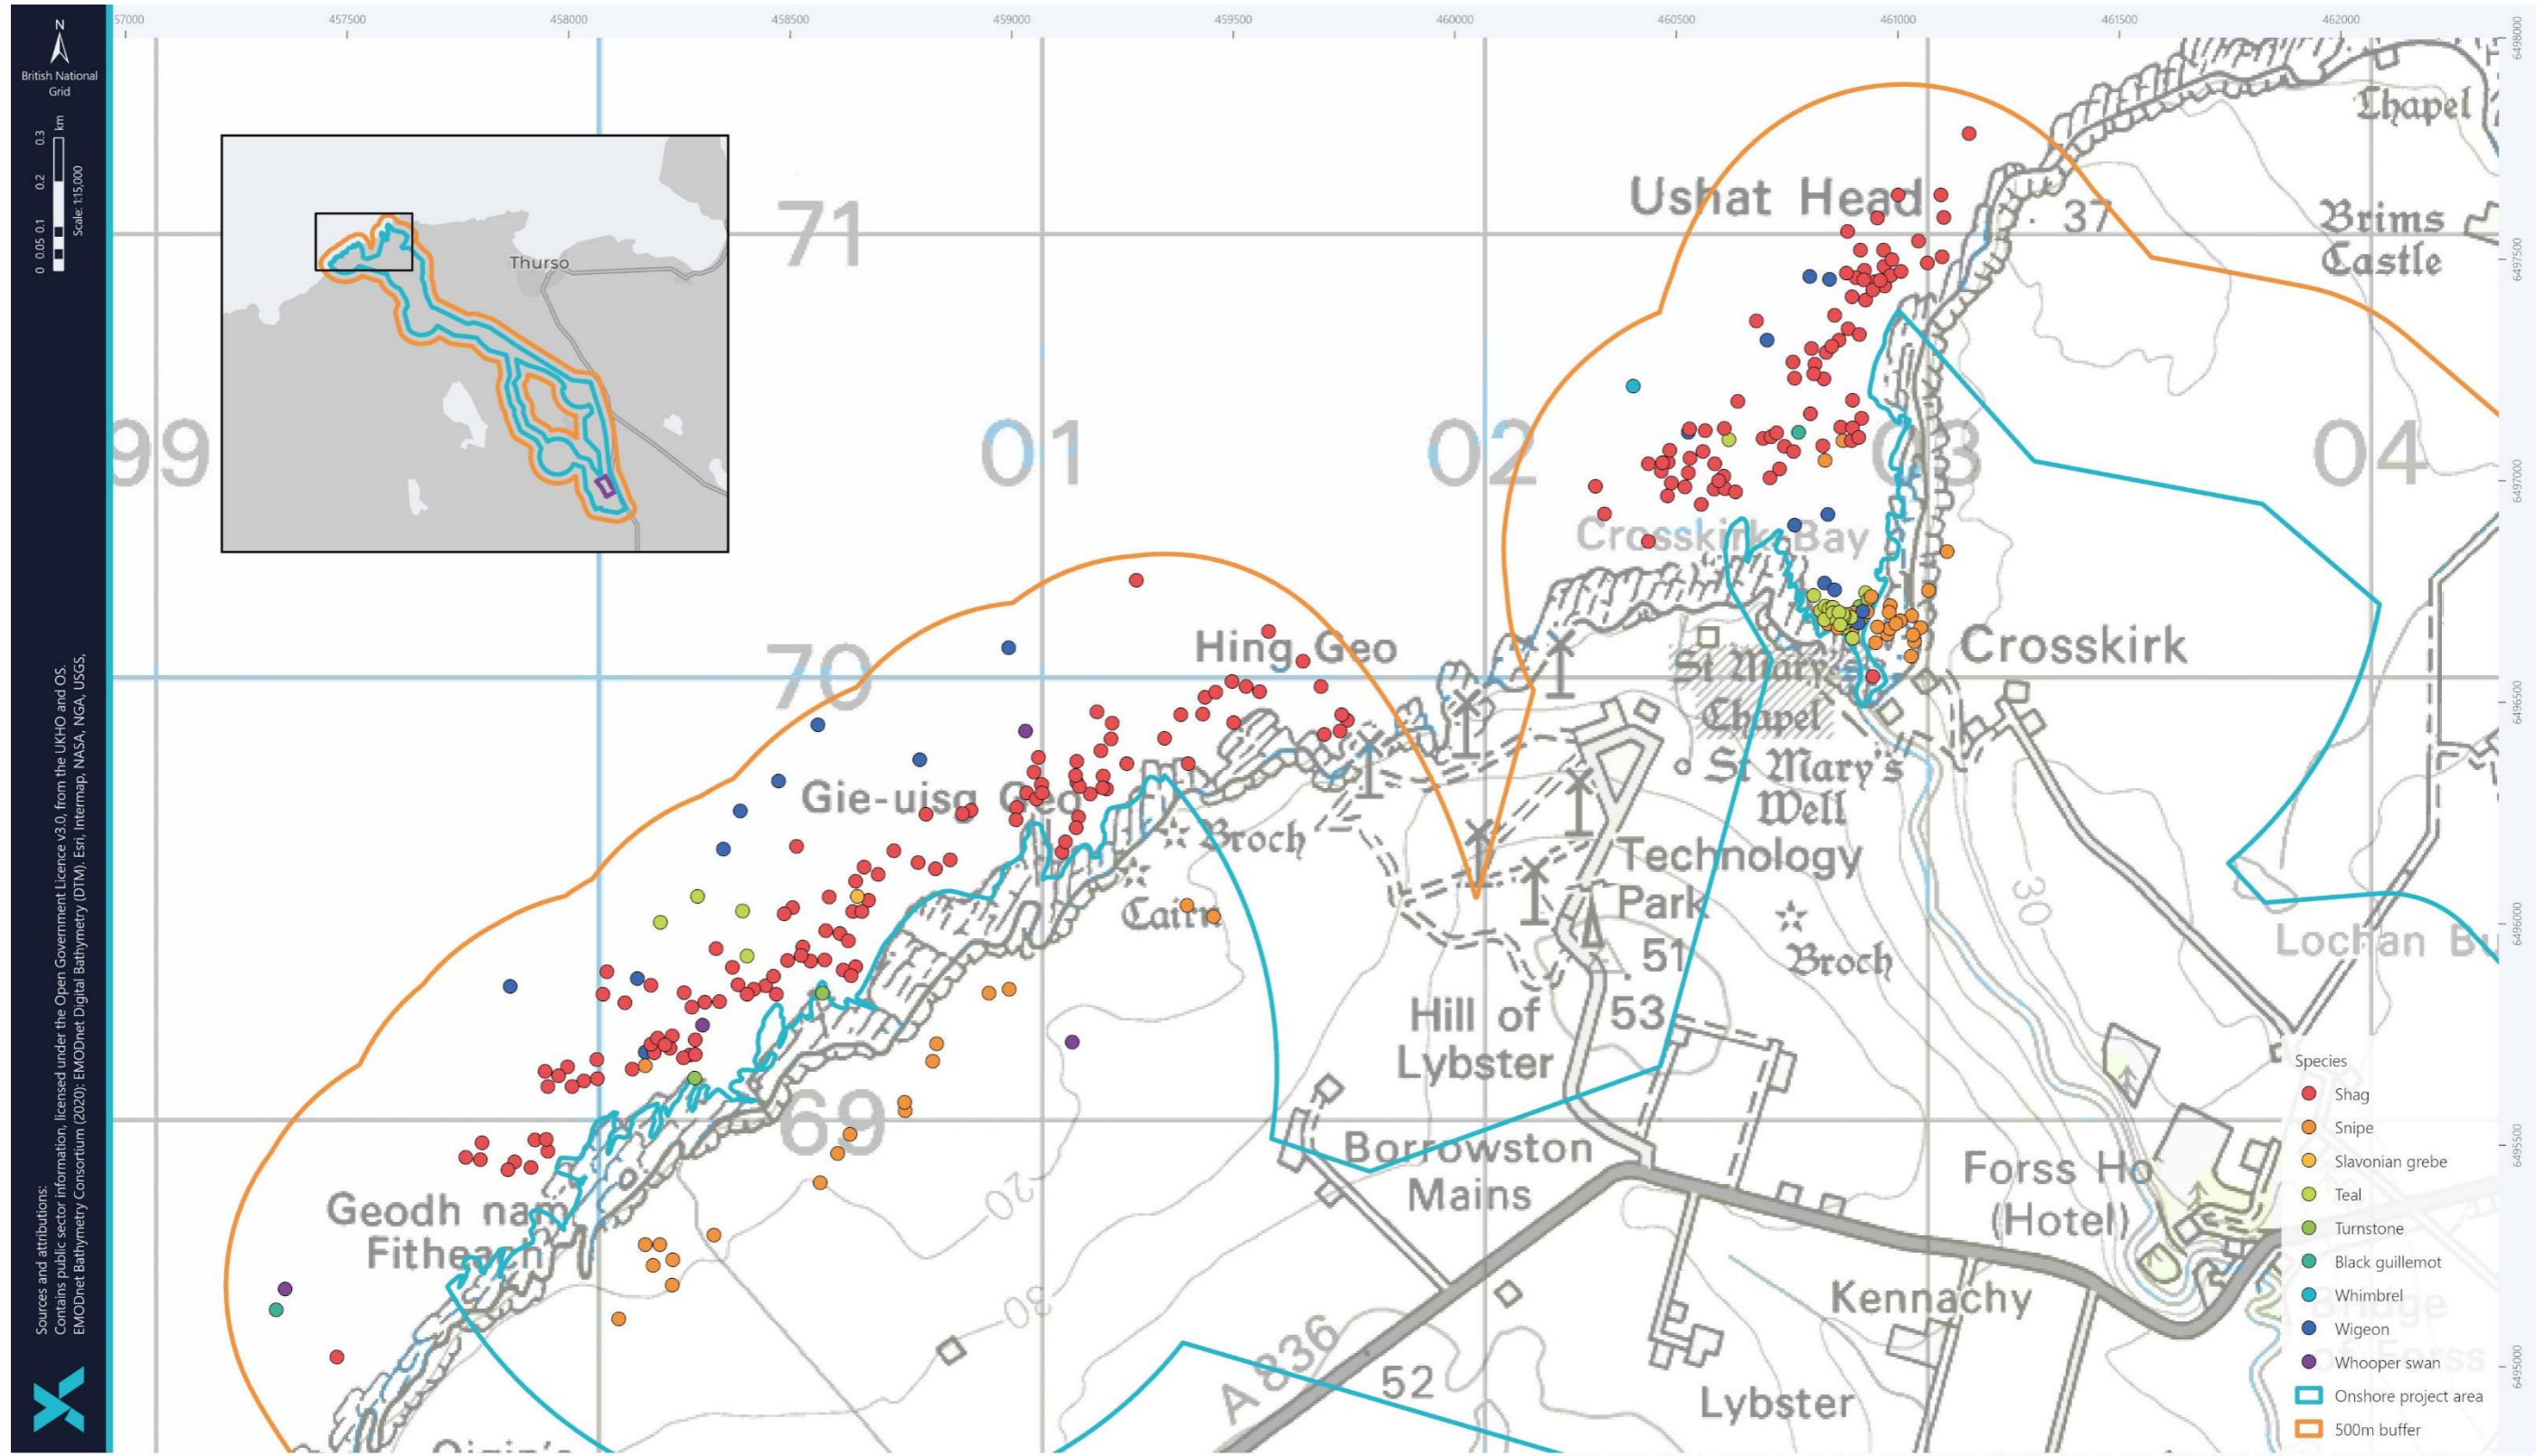 57000
457500
458000
458500
459000
459500
460000
460500
461000
461500
462000
N
British National
Grid
0 0.05 0.1 0.2 0.3 km
Scale: 1:15,000
Sources and attributions:
Contains public sector information, licensed under the Open Government Licence v3.0, from the UKHO and OS.
EMODnet Bathymetry Consortium (2020): EMODnet Digital Bathymetry (DTM). Esri, Intermap, NASA, NGA, USGS,
6498000
6497500
6497000
6496500
6496000
6495500
6495000
Thurso
71
70
69
99
01
02
03
04
Chapel
Ushat Head
37
Brims
Castle
Crosskirk Bay
Hing Geo
Crosskirk
St Mary's
Chapel
St Mary's
Well
Gie-uisg Geo
Broch
Cairn
Technology
Park
51
53
Broch
30
Lochan Bu
Hill of
Lybster
Borrowston
Mains
Geodh nam
Fitheach
20
30
Forss Ho
(Hotel)
Kennachy
Bridge
of Forss
A 836
52
Lybster
Species
Shag
Snipe
Slavonian grebe
Teal
Turnstone
Black guillemot
Whimbrel
Wigeon
Whooper swan
Onshore project area
500m buffer